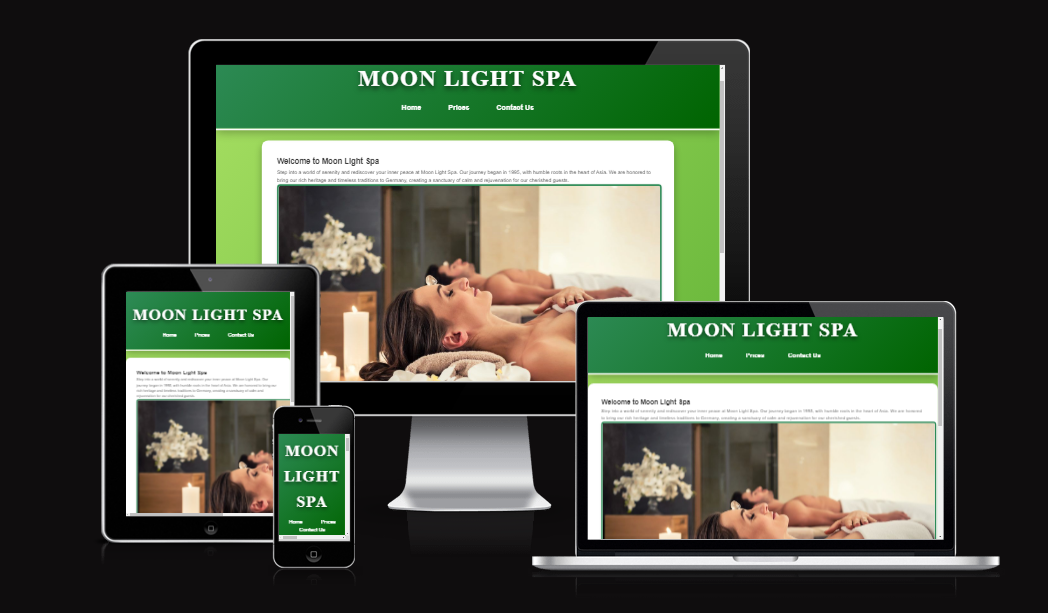 MOON LIGHT SPA
Home Prices Contact Us
Welcome to Moon Light Spa
Step into a world of serenity and rediscover your inner peace at Moon Light Spa. Our journey began in 1995, with humble roots in the heart of Asia. We are honored to
bring our rich heritage and timeless traditions to Germany, creating a sanctuary of calm and rejuvenation for our cherished guests.
MOON LIGHT SPA
Home Prices Contact Us
Welcome to Moon Light Spa
Step into a world of serenity and rediscover your inner peace at Moon Light Spa. Our
journey began in 1995, with humble roots in the heart of Asia. We are honored to bring our
rich heritage and timeless traditions to Germany, creating a sanctuary of calm and
rejuvenation for our cherished guests.
MOON
LIGHT
SPA
Home Prices
Contact Us
MOON LIGHT SPA
Home Prices Contact Us
Welcome to Moon Light Spa
Step into a world of serenity and rediscover your inner peace at Moon Light Spa. Our journey began in 1995, with humble roots in the heart of Asia. We are honored
to bring our rich heritage and timeless traditions to Germany, creating a sanctuary of calm and rejuvenation for our cherished guests.